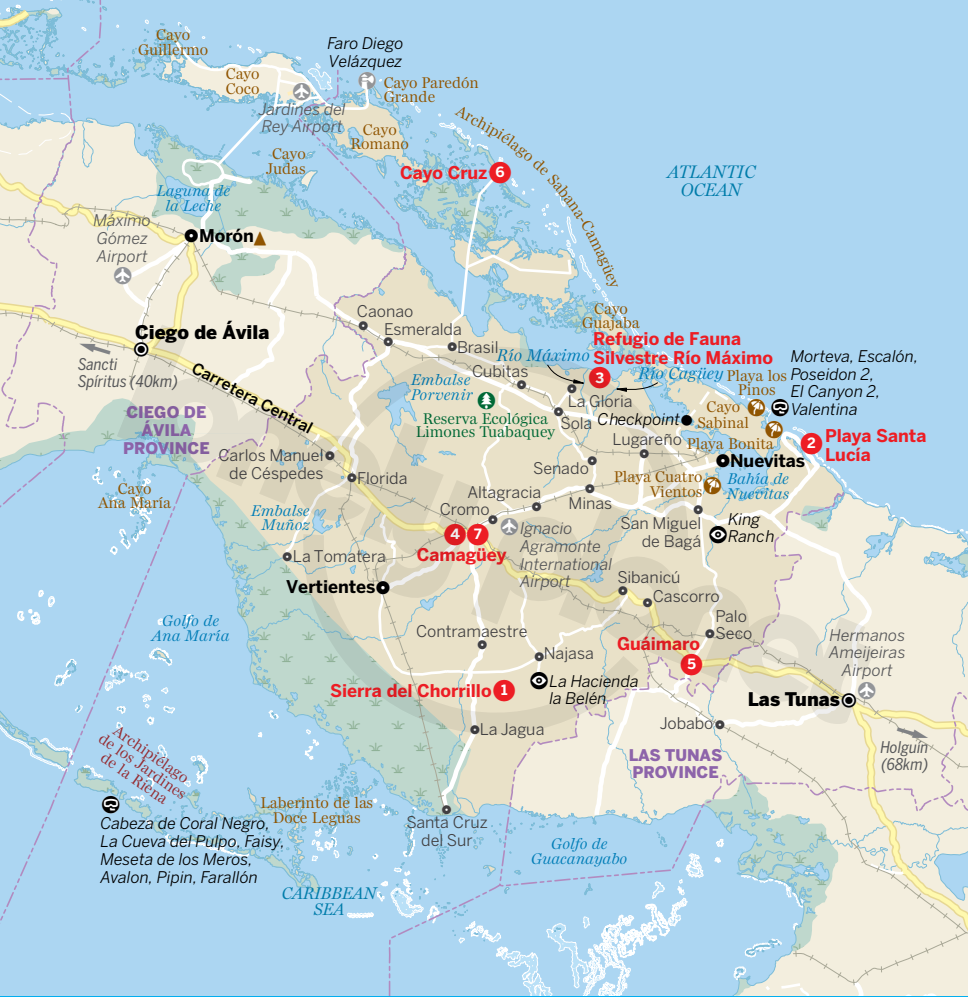 Cayo
Guillermo
Faro Diego
Velázquez
Cayo
Coco
Cayo Paredón
Grande
Jardines del
Rey Airport
Cayo
Romano
Archipiélago de Sabana-Camagüey
Cayo
Judas
Cayo Cruz 6
ATLANTIC
OCEAN
Laguna de
la Leche
Máximo
Gómez
Airport
Morón
Cayo
Guajaba
Caonao
Esmeralda
Ciego de Ávila
Refugio de Fauna
Silvestre Río Máximo
3
Brasil
Río Máximo
Río Cagüey
Morteva, Escalón,
Poseidon 2,
El Canyon 2,
Valentina
Sancti
Spíritus (40km)
Carretera Central
Cubitas
Embalse
Porvenir
Playa los
Pinos
La Gloria
CIEGO DE
ÁVILA
PROVINCE
Reserva Ecológica
Limones Tuabaquey
Sola
Checkpoint
Cayo
Sabinal
Lugareño
Playa Bonita
2 Playa Santa
Lucía
Carlos Manuel
de Céspedes
Senado
Nuevitas
Florida
Playa Cuatro
Vientos
Bahía de
Nuevitas
Cayo
Ana María
Altagracia
Minas
Embalse
Muñoz
Cromo
San Miguel
de Bagá
King
Ranch
4 7
Camagüey
Ignacio
Agramonte
International
Airport
La Tomatera
Vertientes
Sibanicú
Cascorro
Golfo de
Ana María
Contramaestre
Palo
Seco
Guáimaro
5
Hermanos
Ameijeiras
Airport
Najasa
Sierra del Chorrillo 1
La Hacienda
la Belén
Las Tunas
La Jagua
Jobabo
Archipiélago
de los Jardines
de la Riena
LAS TUNAS
PROVINCE
Holguín
(68km)
Laberinto de las
Doce Leguas
Santa Cruz
del Sur
Cabeza de Coral Negro,
La Cueva del Pulpo, Faisy,
Meseta de los Meros,
Avalon, Pipin, Farallón
Golfo de
Guacanayabo
CARIBBEAN
SEA